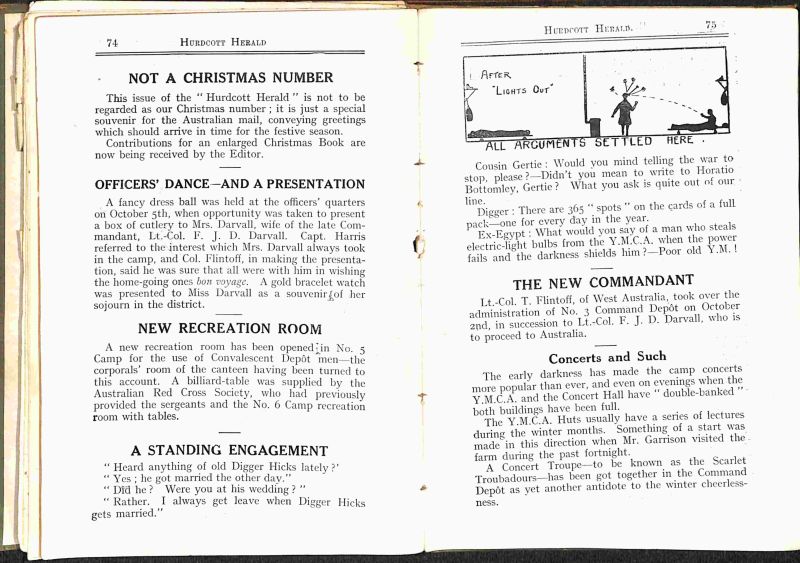 74
HURDCOTT HERALD
NOT A CHRISTMAS NUMBER
This issue of the " Hurdcott Herald " is not to be
regarded as our Christmas number ; it is just a special
souvenir for the Australian mail, conveying greetings
which should arrive in time for the festive season.
Contributions for an enlarged Christmas Book are
now being received by the Editor.
OFFICERS' DANCE—AND A PRESENTATION
A fancy dress ball was held at the officers' quarters
on October 5th, when opportunity was taken to present
a box of cutlery to Mrs. Darvall, wife of the late Com-
mandant, Lt.-Col. F. J. D. Darvall. Capt. Harris
referred to the interest which Mrs. Darvall always took
in the camp, and Col. Flintoff, in making the presenta-
tion, said he was sure that all were with him in wishing
the home-going ones bon voyage. A gold bracelet watch
was presented to Miss Darvall as a souvenir of her
sojourn in the district.
NEW RECREATION ROOM
A new recreation room has been opened in No. 5
Camp for the use of Convalescent Depôt men—the
corporals' room of the canteen having been turned to
this account. A billiard-table was supplied by the
Australian Red Cross Society, who had previously
provided the sergeants and the No. 6 Camp recreation
room with tables.
A STANDING ENGAGEMENT
" Heard anything of old Digger Hicks lately ?'
" Yes ; he got married the other day."
" Did he ? Were you at his wedding ? "
" Rather. I always get leave when Digger Hicks
gets married."
HURDCOTT HERALD.
75
AFTER
"LIGHTS OUT"
ALL ARGUMENTS SETTLED HERE.
Cousin Gertie : Would you mind telling the war to
stop, please ?—Didn't you mean to write to Horatio
Bottomley, Gertie ? What you ask is quite out of our
line.
Digger : There are 365 " spots " on the cards of a full
pack—one for every day in the year.
Ex-Egypt : What would you say of a man who steals
electric-light bulbs from the Y.M.C.A. when the power
fails and the darkness shields him ?—Poor old Y.M. !
THE NEW COMMANDANT
Lt.-Col. T. Flintoff, of West Australia, took over the
administration of No. 3 Command Depôt on October
2nd, in succession to Lt.-Col. F. J. D. Darvall, who is
to proceed to Australia.
Concerts and Such
The early darkness has made the camp concerts
more popular than ever, and even on evenings when the
Y.M.C.A. and the Concert Hall have " double-banked "
both buildings have been full.
The Y.M.C.A. Huts usually have a series of lectures
during the winter months. Something of a start was
made in this direction when Mr. Garrison visited the
farm during the past fortnight.
A Concert Troupe—to be known as the Scarlet
Troubadours—has been got together in the Command
Depôt as yet another antidote to the winter cheerless-
ness.